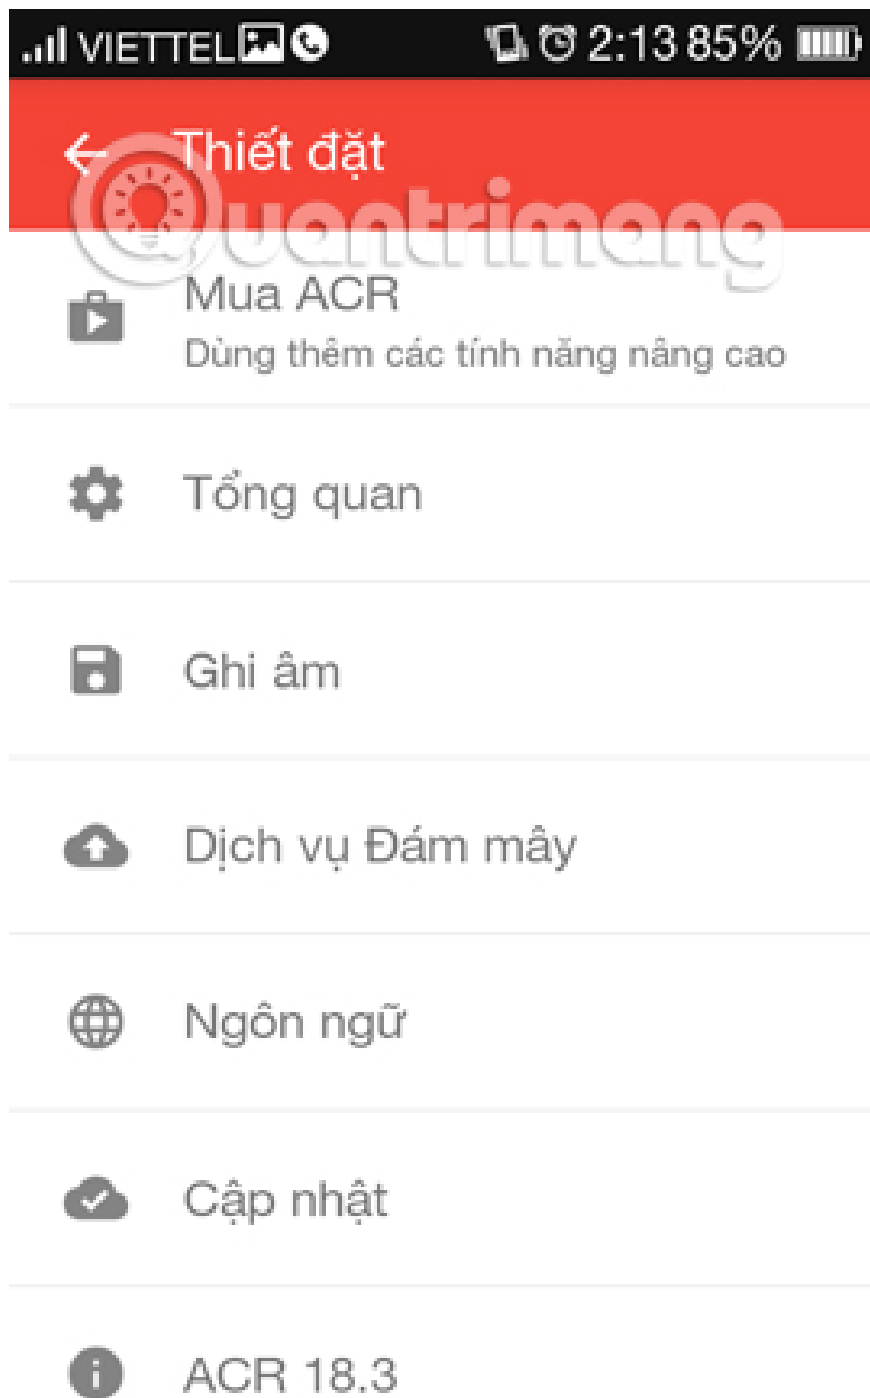 VIETTEL 2:13 85%
Thiết đặt
Quantrimang
Mua ACR
Dùng thêm các tính năng nâng cao
Tổng quan
Ghi âm
Dịch vụ Đám mây
Ngôn ngữ
Cập nhật
ACR 18.3